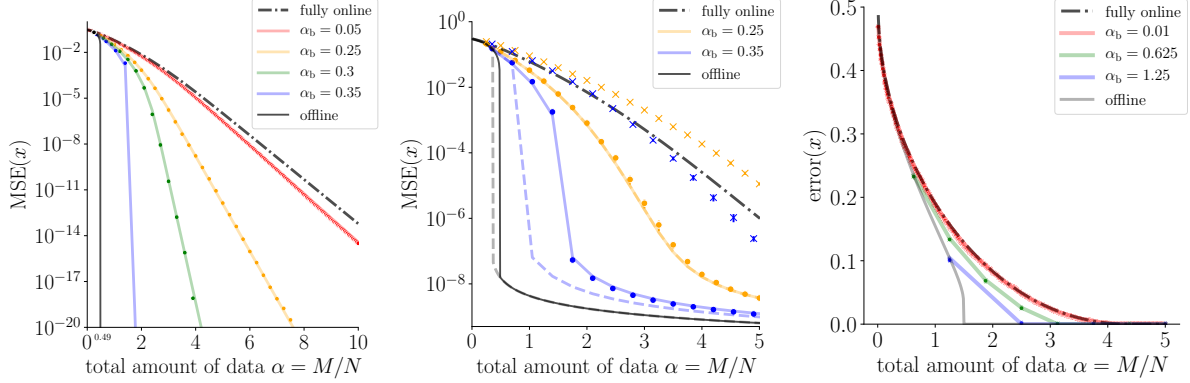 MSE(x)
10⁻²
10⁻⁵
10⁻⁸
10⁻¹¹
10⁻¹⁴
10⁻¹⁷
10⁻²⁰
0 0.49 2 4 6 8 10
total amount of data α = M/N
fully online
α_b = 0.05
α_b = 0.25
α_b = 0.3
α_b = 0.35
offline
MSE(x)
10⁰
10⁻²
10⁻⁴
10⁻⁶
10⁻⁸
0 1 2 3 4 5
total amount of data α = M/N
fully online
α_b = 0.25
α_b = 0.35
offline
error(x)
0.5
0.4
0.3
0.2
0.1
0.0
0 1 2 3 4 5
total amount of data α = M/N
fully online
α_b = 0.01
α_b = 0.625
α_b = 1.25
offline